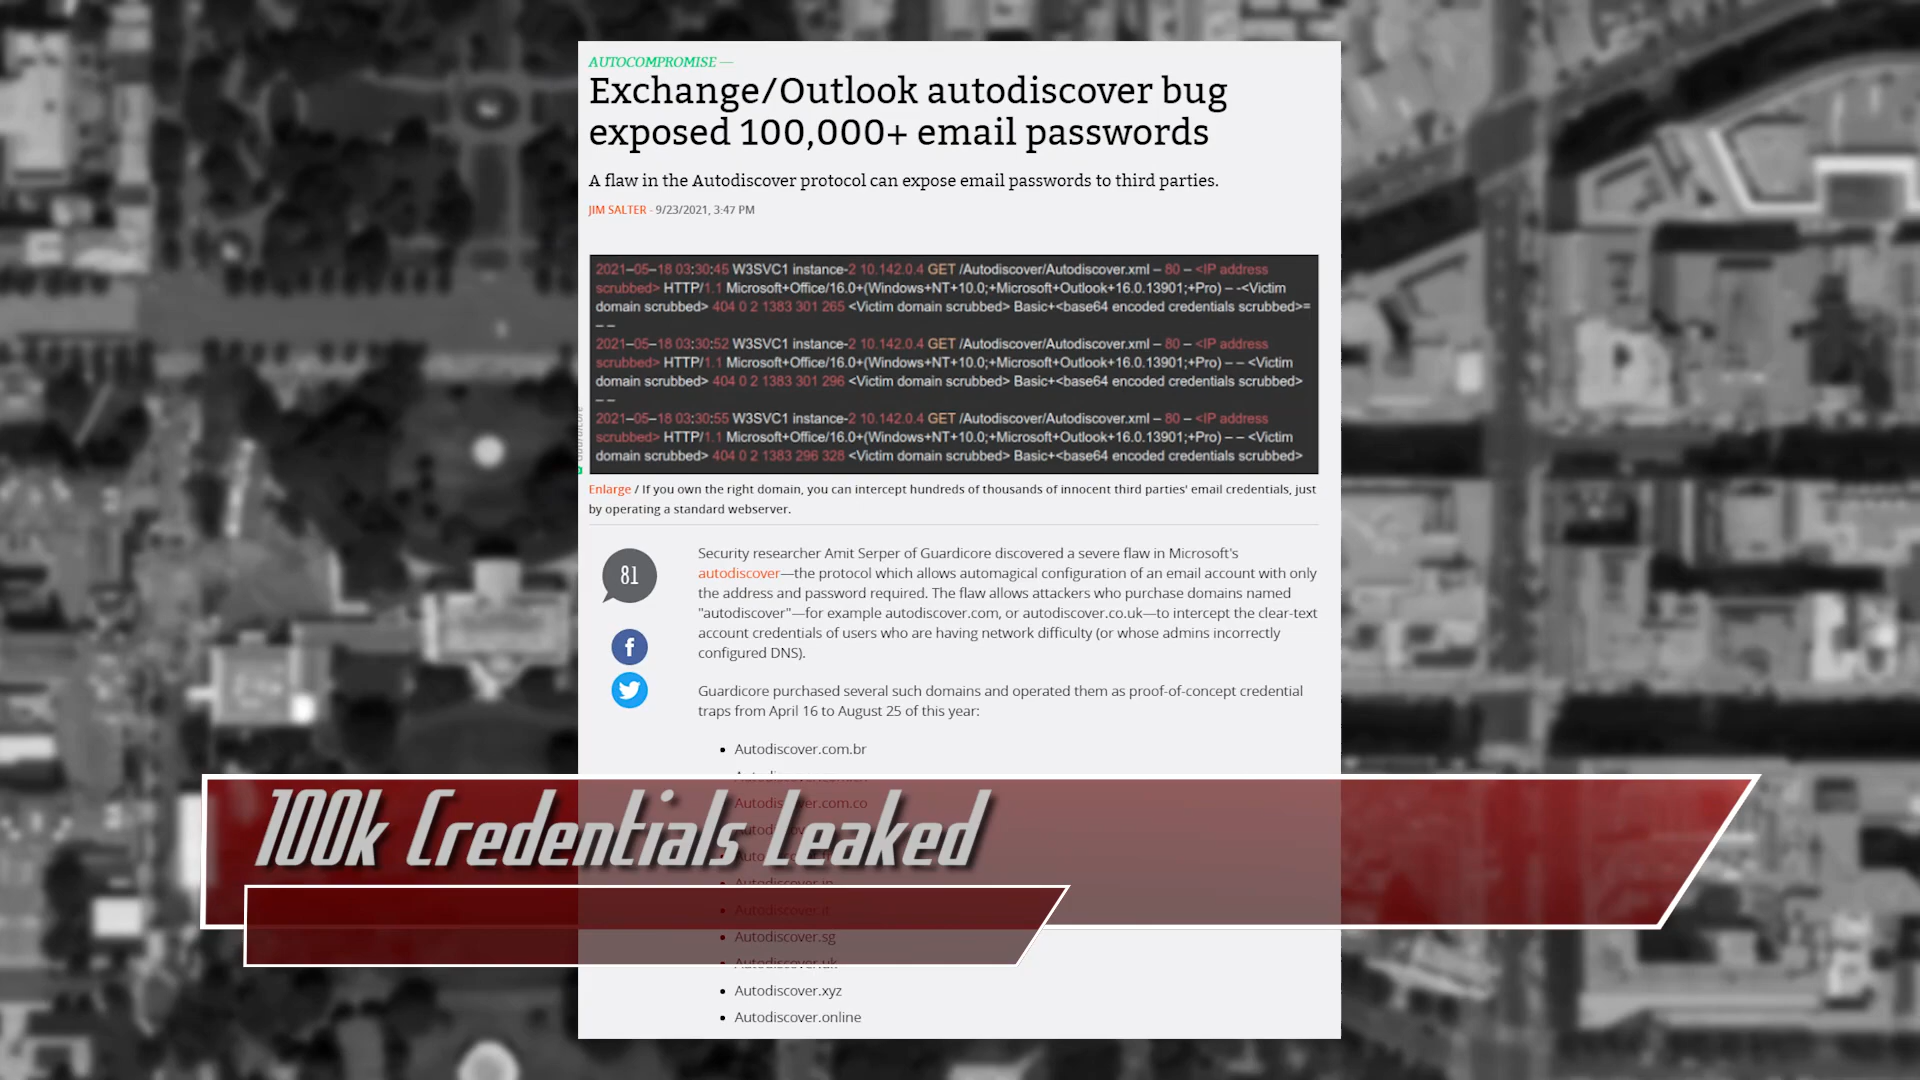 AUTOCOMPROMISE —
Exchange/Outlook autodiscover bug
exposed 100,000+ email passwords
A flaw in the Autodiscover protocol can expose email passwords to third parties.
JIM SALTER - 9/23/2021, 3:47 PM
2021–05–18 03:30:45 W3SVC1 instance-2 10.142.0.4 GET /Autodiscover/Autodiscover.xml – 80 – <IP address
scrubbed> HTTP/1.1 Microsoft+Office/16.0+(Windows+NT+10.0;+Microsoft+Outlook+16.0.13901;+Pro) – -<Victim
domain scrubbed> 404 0 2 1383 301 265 <Victim domain scrubbed> Basic+<base64 encoded credentials scrubbed>=
– –
2021–05–18 03:30:52 W3SVC1 instance-2 10.142.0.4 GET /Autodiscover/Autodiscover.xml – 80 – <IP address
scrubbed> HTTP/1.1 Microsoft+Office/16.0+(Windows+NT+10.0;+Microsoft+Outlook+16.0.13901;+Pro) – – <Victim
domain scrubbed> 404 0 2 1383 301 296 <Victim domain scrubbed> Basic+<base64 encoded credentials scrubbed>
– –
2021–05–18 03:30:55 W3SVC1 instance-2 10.142.0.4 GET /Autodiscover/Autodiscover.xml – 80 – <IP address
scrubbed> HTTP/1.1 Microsoft+Office/16.0+(Windows+NT+10.0;+Microsoft+Outlook+16.0.13901;+Pro) – – <Victim
domain scrubbed> 404 0 2 1383 296 328 <Victim domain scrubbed> Basic+<base64 encoded credentials scrubbed>
Enlarge / If you own the right domain, you can intercept hundreds of thousands of innocent third parties' email credentials, just
by operating a standard webserver.
81
Security researcher Amit Serper of Guardicore discovered a severe flaw in Microsoft's
autodiscover—the protocol which allows automagical configuration of an email account with only
the address and password required. The flaw allows attackers who purchase domains named
"autodiscover"—for example autodiscover.com, or autodiscover.co.uk—to intercept the clear-text
account credentials of users who are having network difficulty (or whose admins incorrectly
configured DNS).
Guardicore purchased several such domains and operated them as proof-of-concept credential
traps from April 16 to August 25 of this year:
• Autodiscover.com.br
• Autodiscover.com.co
100k Credentials Leaked
• Autodiscover.it
• Autodiscover.sg
• Autodiscover.uk
• Autodiscover.xyz
• Autodiscover.online